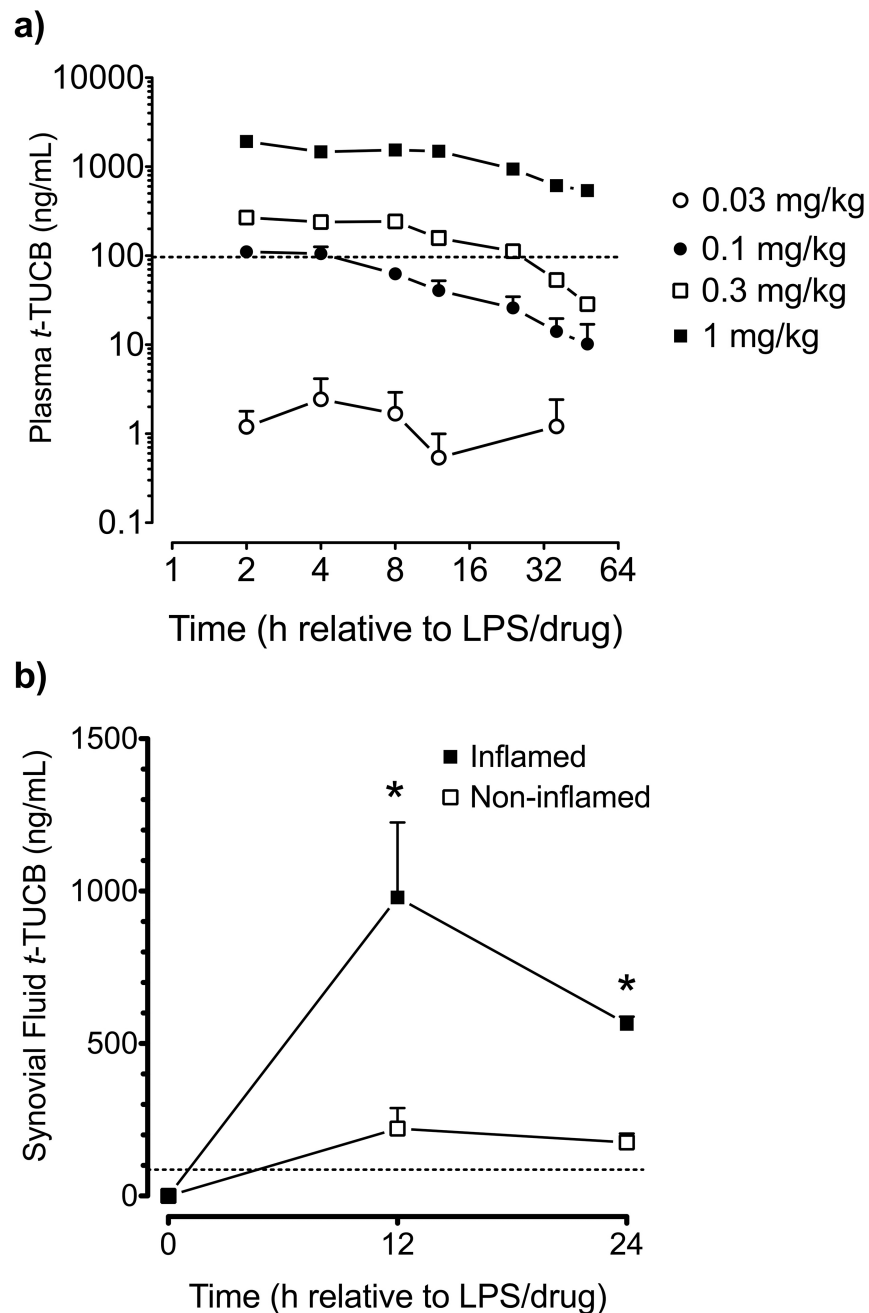 a)
Plasma t-TUCB (ng/mL)
10000
1000
100
10
1
0.1
1 2 4 8 16 32 64
Time (h relative to LPS/drug)
0.03 mg/kg
0.1 mg/kg
0.3 mg/kg
1 mg/kg
b)
Synovial Fluid t-TUCB (ng/mL)
1500
1000
500
0
Inflamed
Non-inflamed
*
*
0 12 24
Time (h relative to LPS/drug)